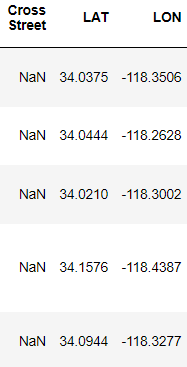 Cross
Street LAT LON
NaN 34.0375 -118.3506
NaN 34.0444 -118.2628
NaN 34.0210 -118.3002
NaN 34.1576 -118.4387
NaN 34.0944 -118.3277